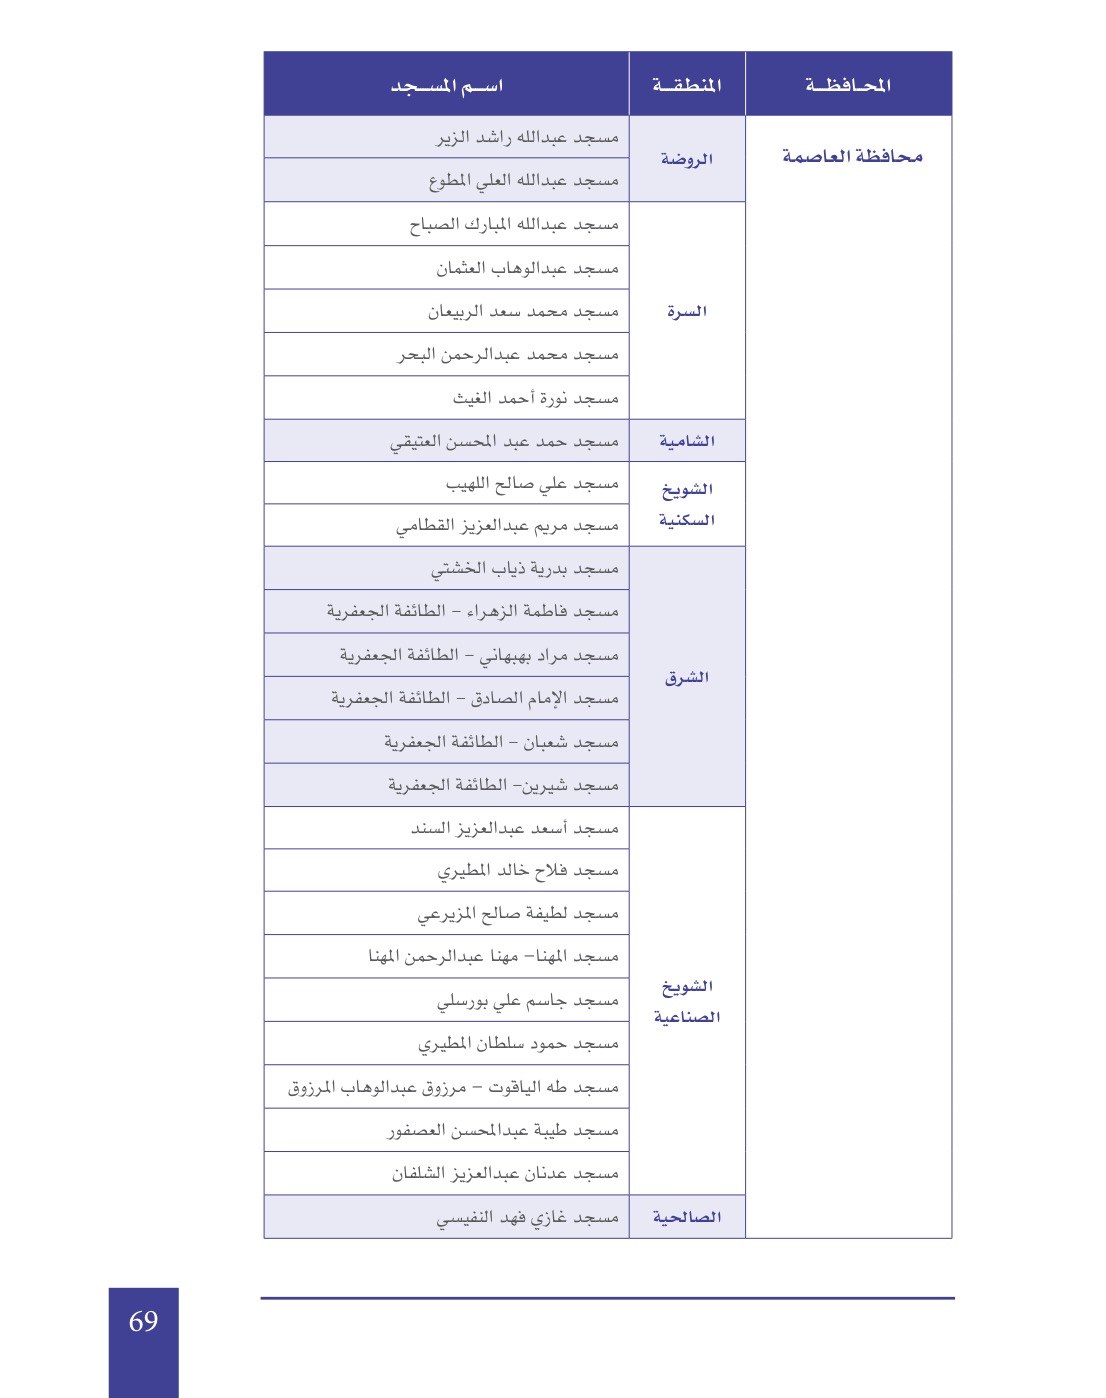 المحـافظــة المنطقــة اســم المســجد
محافظة العاصمة
الروضة
مسجد عبدالله راشد الزير
مسجد عبدالله العلي المطوع
السرة
مسجد عبدالله المبارك الصباح
مسجد عبدالوهاب العثمان
مسجد محمد سعد الربيعان
مسجد محمد عبدالرحمن البحر
مسجد نورة أحمد الغيث
الشامية
مسجد حمد عبد المحسن العتيقي
الشويخ
السكنية
مسجد علي صالح اللهيب
مسجد مريم عبدالعزيز القطامي
الشرق
مسجد بدرية ذياب الخشتي
مسجد فاطمة الزهراء – الطائفة الجعفرية
مسجد مراد بهبهاني – الطائفة الجعفرية
مسجد الإمام الصادق – الطائفة الجعفرية
مسجد شعبان – الطائفة الجعفرية
مسجد شيرين– الطائفة الجعفرية
الشويخ
الصناعية
مسجد أسعد عبدالعزيز السند
مسجد فلاح خالد المطيري
مسجد لطيفة صالح المزيرعي
مسجد المهنا– مهنا عبدالرحمن المهنا
مسجد جاسم علي بورسلي
مسجد حمود سلطان المطيري
مسجد طه الياقوت – مرزوق عبدالوهاب المرزوق
مسجد طيبة عبدالمحسن العصفور
مسجد عدنان عبدالعزيز الشلفان
الصالحية
مسجد غازي فهد النفيسي
69